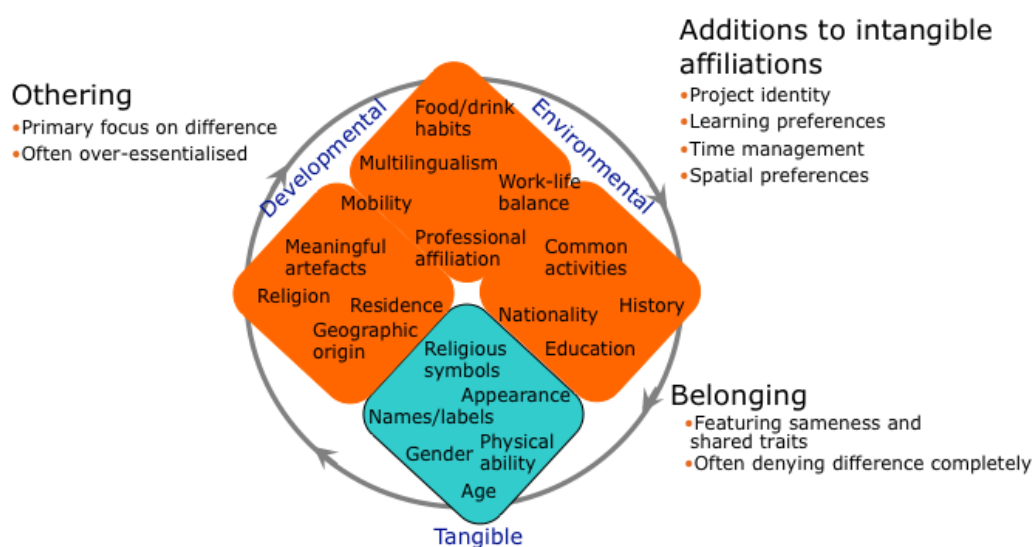 Additions to intangible
affiliations
•Project identity
•Learning preferences
•Time management
•Spatial preferences
Othering
•Primary focus on difference
•Often over-essentialised
Developmental
Environmental
Food/drink
habits
Multilingualism
Work-life
balance
Mobility
Professional
affiliation
Meaningful
artefacts
Religion
Residence
Geographic
origin
Common
activities
History
Nationality
Education
Religious
symbols
Appearance
Names/labels
Gender
Physical
ability
Age
Tangible
Belonging
•Featuring sameness and
shared traits
•Often denying difference completely